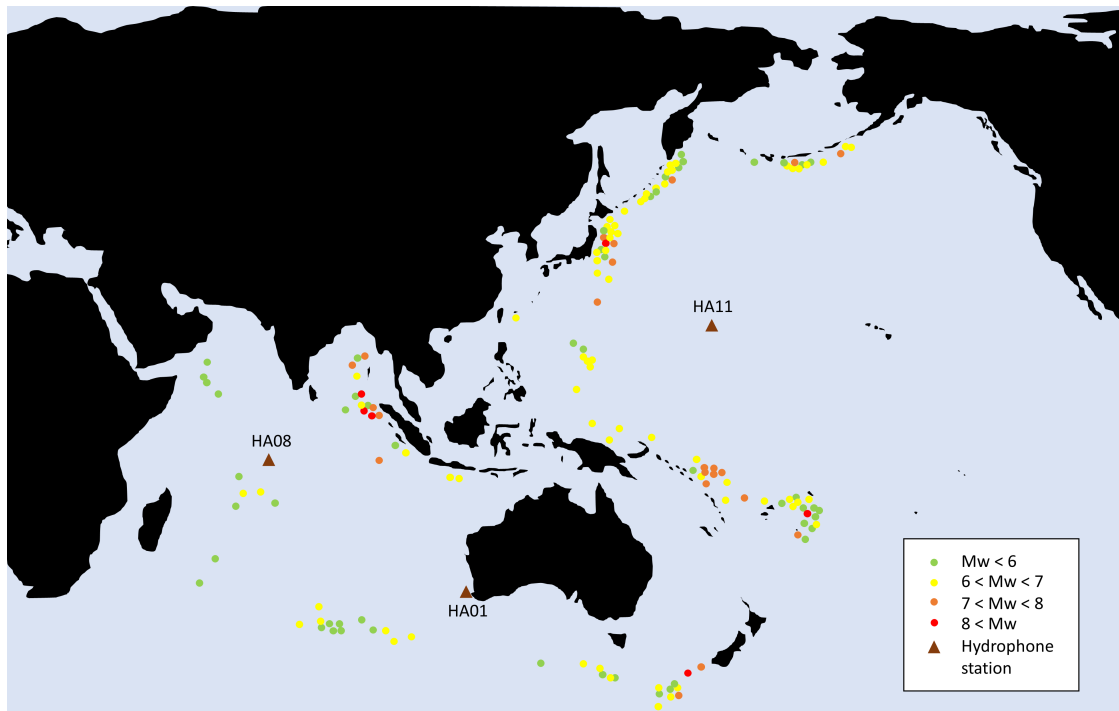 HA11
HA08
HA01
Mw < 6
6 < Mw < 7
7 < Mw < 8
8 < Mw
Hydrophone
station